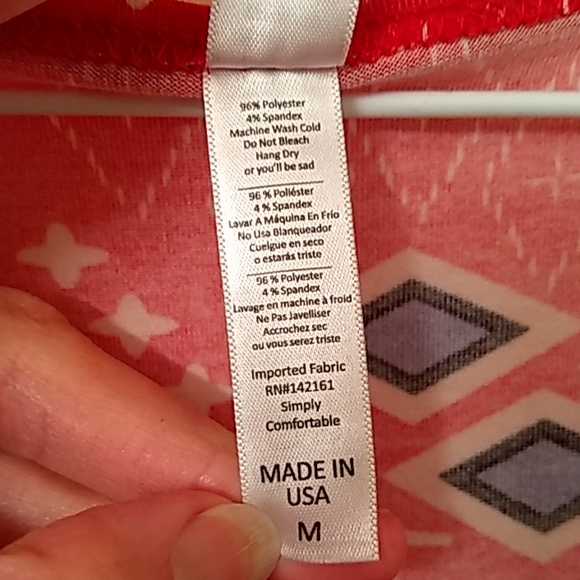 96% Polyester
4% Spandex
Machine Wash Cold
Do Not Bleach
Hang Dry
or you'll be sad
96 % Poliéster
4 % Spandex
Lavar A Máquina En Frio
No Usa Blanqueador
Cuelgue en seco
o estarás triste
96 % Polyester
4 % Spandex
Lavage en machine à froid
Ne Pas Javelliser
Accrochez sec
ou vous serez triste
Imported Fabric
RN#142161
Simply
Comfortable
MADE IN
USA
M